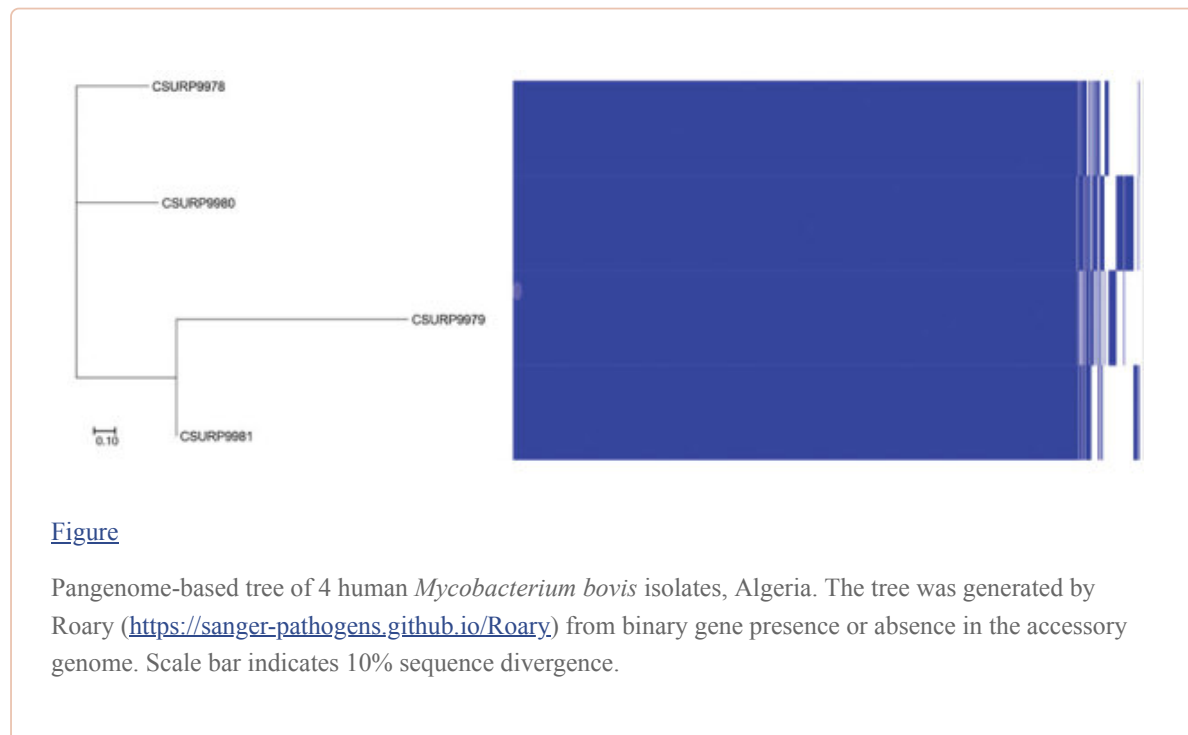 CSURP9978
CSURP9980
CSURP9979
CSURP9981
0.10
Figure
Pangenome-based tree of 4 human Mycobacterium bovis isolates, Algeria. The tree was generated by
Roary (https://sanger-pathogens.github.io/Roary) from binary gene presence or absence in the accessory
genome. Scale bar indicates 10% sequence divergence.